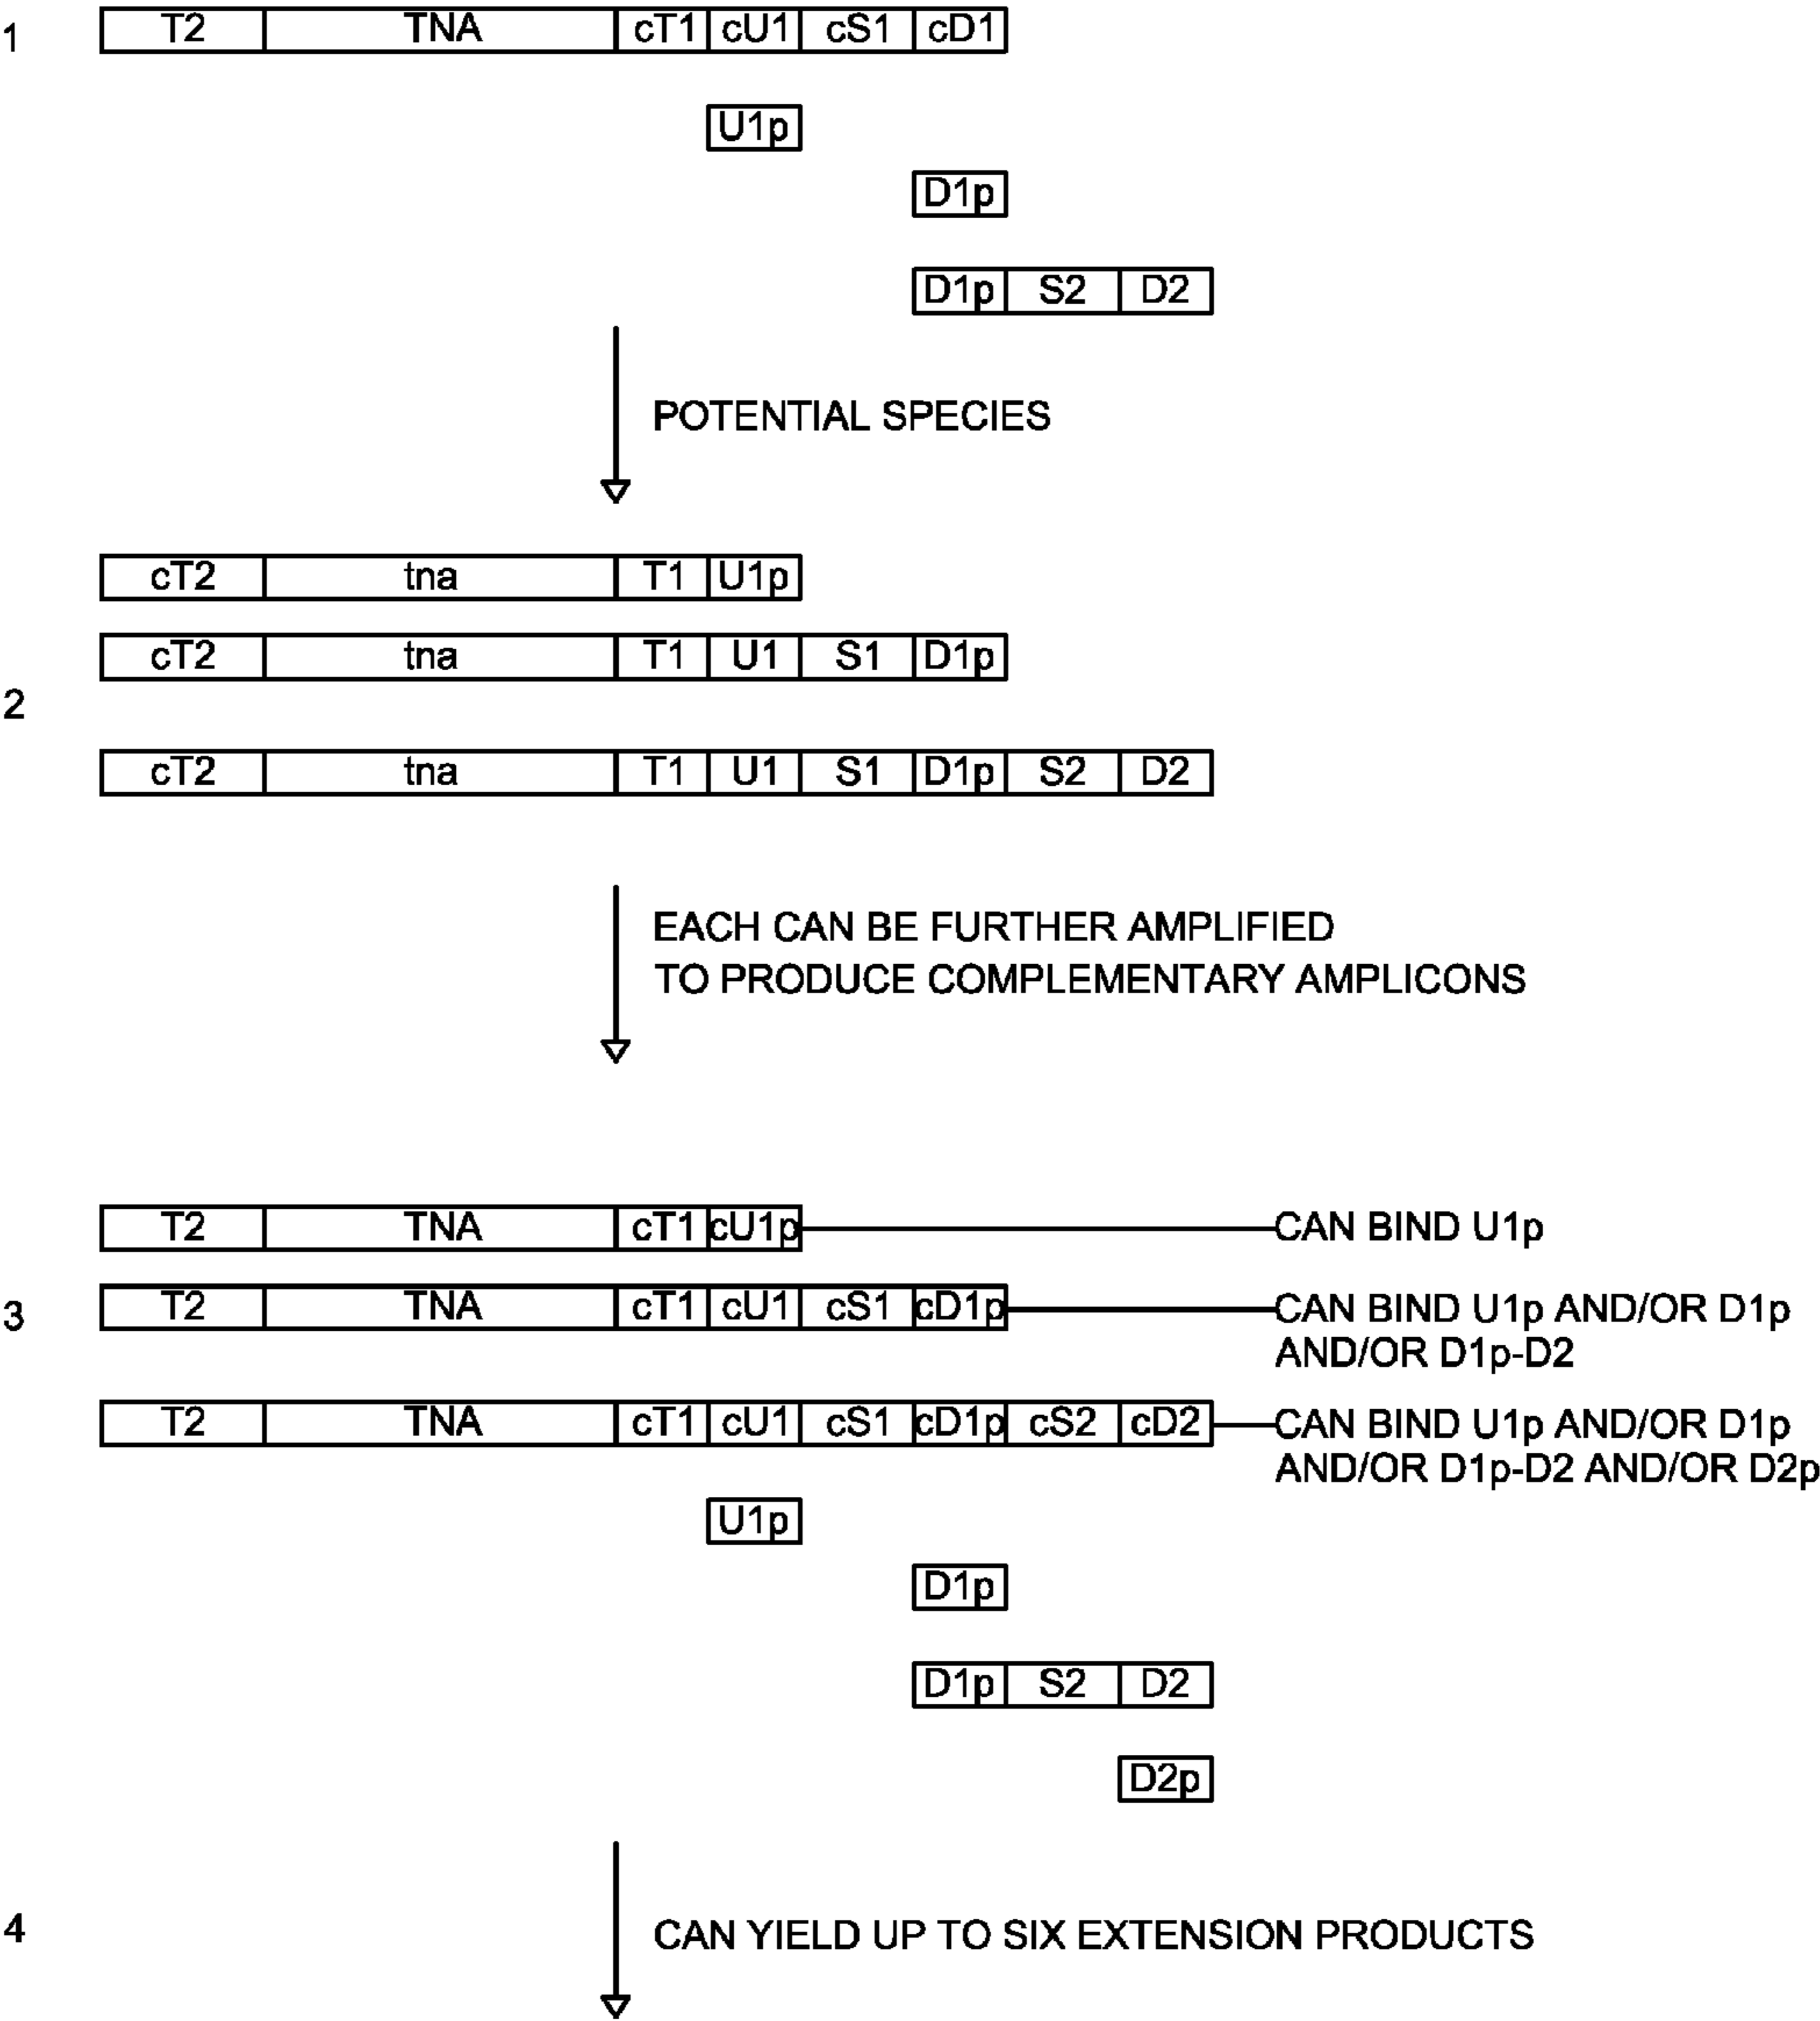 1 T2 TNA cT1 cU1 cS1 cD1
U1p
D1p
D1p S2 D2
POTENTIAL SPECIES
cT2 tna T1 U1p
cT2 tna T1 U1 S1 D1p
2
cT2 tna T1 U1 S1 D1p S2 D2
EACH CAN BE FURTHER AMPLIFIED
TO PRODUCE COMPLEMENTARY AMPLICONS
T2 TNA cT1 cU1p CAN BIND U1p
3 T2 TNA cT1 cU1 cS1 cD1p CAN BIND U1p AND/OR D1p
AND/OR D1p-D2
T2 TNA cT1 cU1 cS1 cD1p cS2 cD2 CAN BIND U1p AND/OR D1p
AND/OR D1p-D2 AND/OR D2p
U1p
D1p
D1p S2 D2
D2p
4 CAN YIELD UP TO SIX EXTENSION PRODUCTS